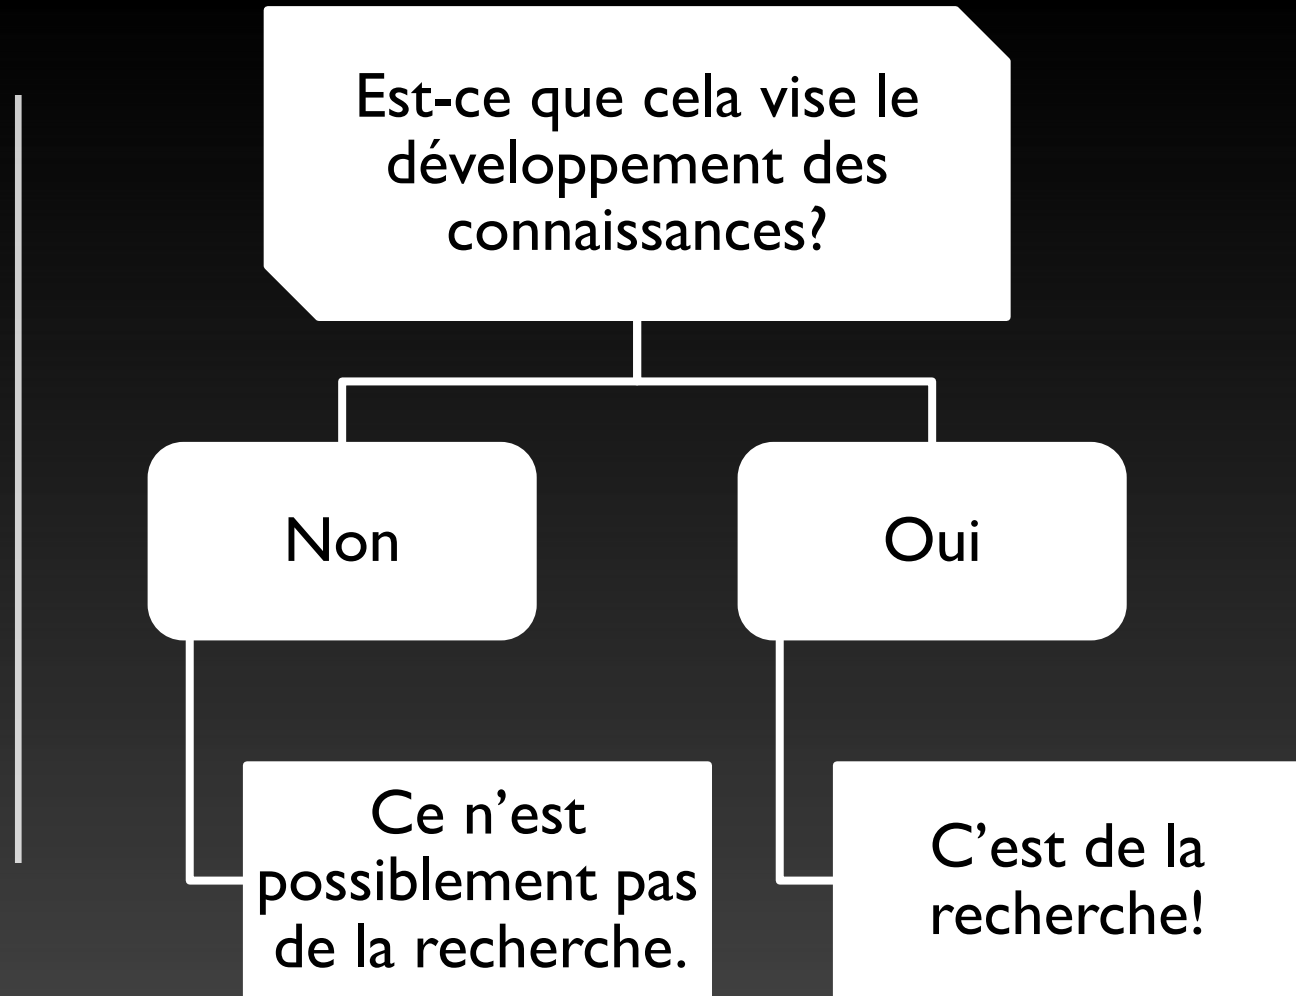 Est-ce que cela vise le
développement des
connaissances?
Non
Oui
Ce n’est
possiblement pas
de la recherche.
C’est de la
recherche!